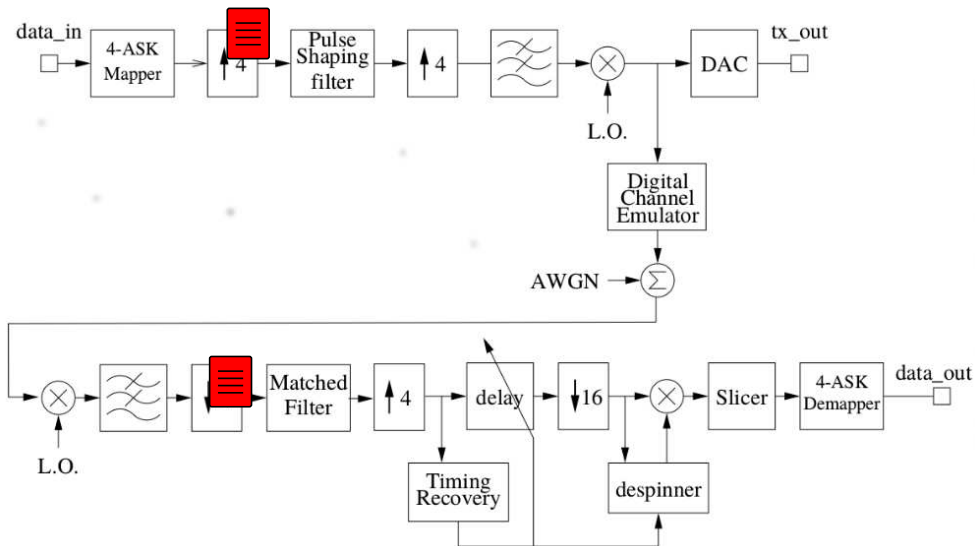 data_in
4-ASK
Mapper
4
Pulse
Shaping
filter
4
L.O.
DAC
tx_out
Digital
Channel
Emulator
AWGN
Σ
L.O.
Matched
Filter
4
delay
16
Slicer
4-ASK
Demapper
data_out
Timing
Recovery
despinner